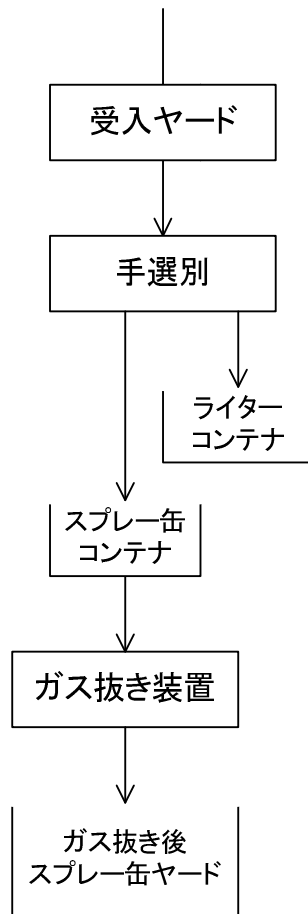 受入ヤード
手選別
ライター
コンテナ
スプレー缶
コンテナ
ガス抜き装置
ガス抜き後
スプレー缶ヤード